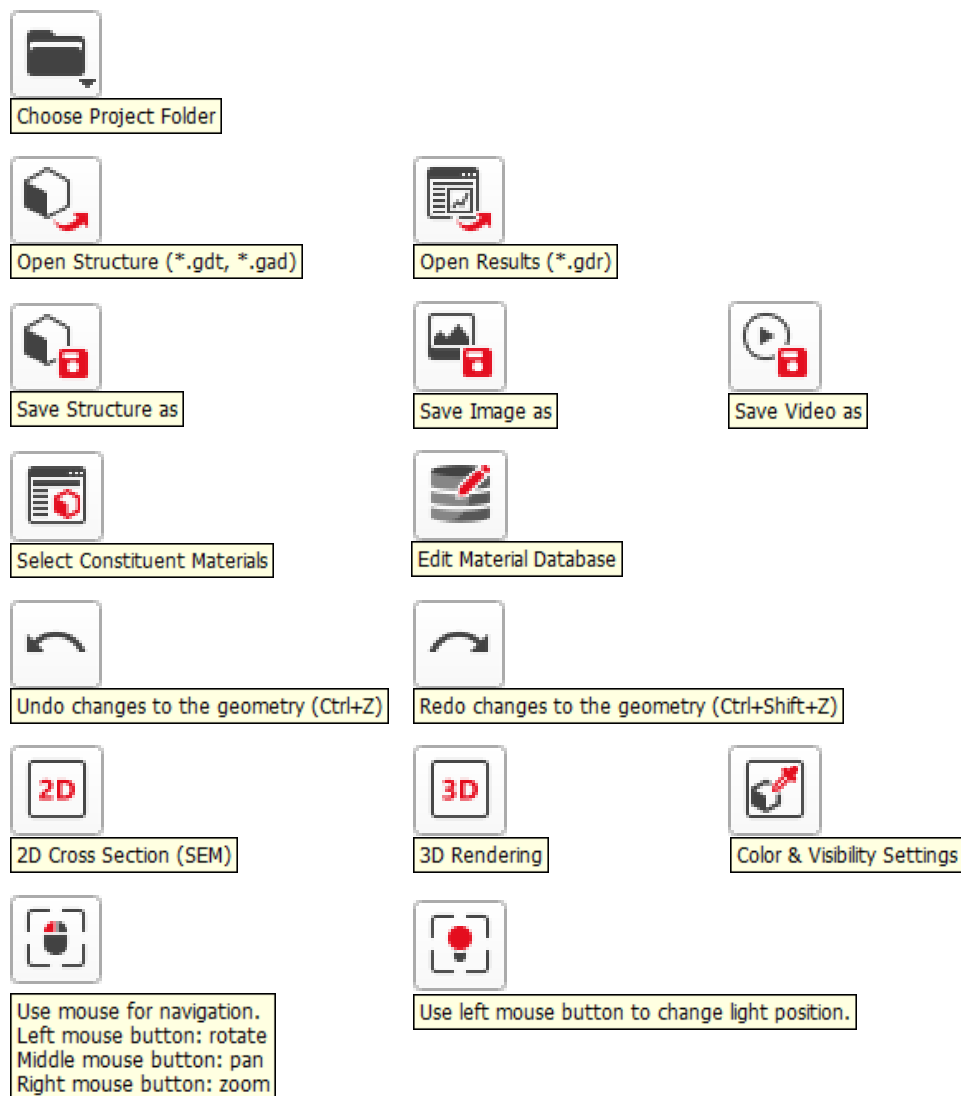 Choose Project Folder
Open Structure (*.gdt, *.gad)
Open Results (*.gdr)
Save Structure as
Save Image as
Save Video as
Select Constituent Materials
Edit Material Database
Undo changes to the geometry (Ctrl+Z)
Redo changes to the geometry (Ctrl+Shift+Z)
2D
3D
2D Cross Section (SEM)
3D Rendering
Color & Visibility Settings
Use mouse for navigation.
Left mouse button: rotate
Middle mouse button: pan
Right mouse button: zoom
Use left mouse button to change light position.